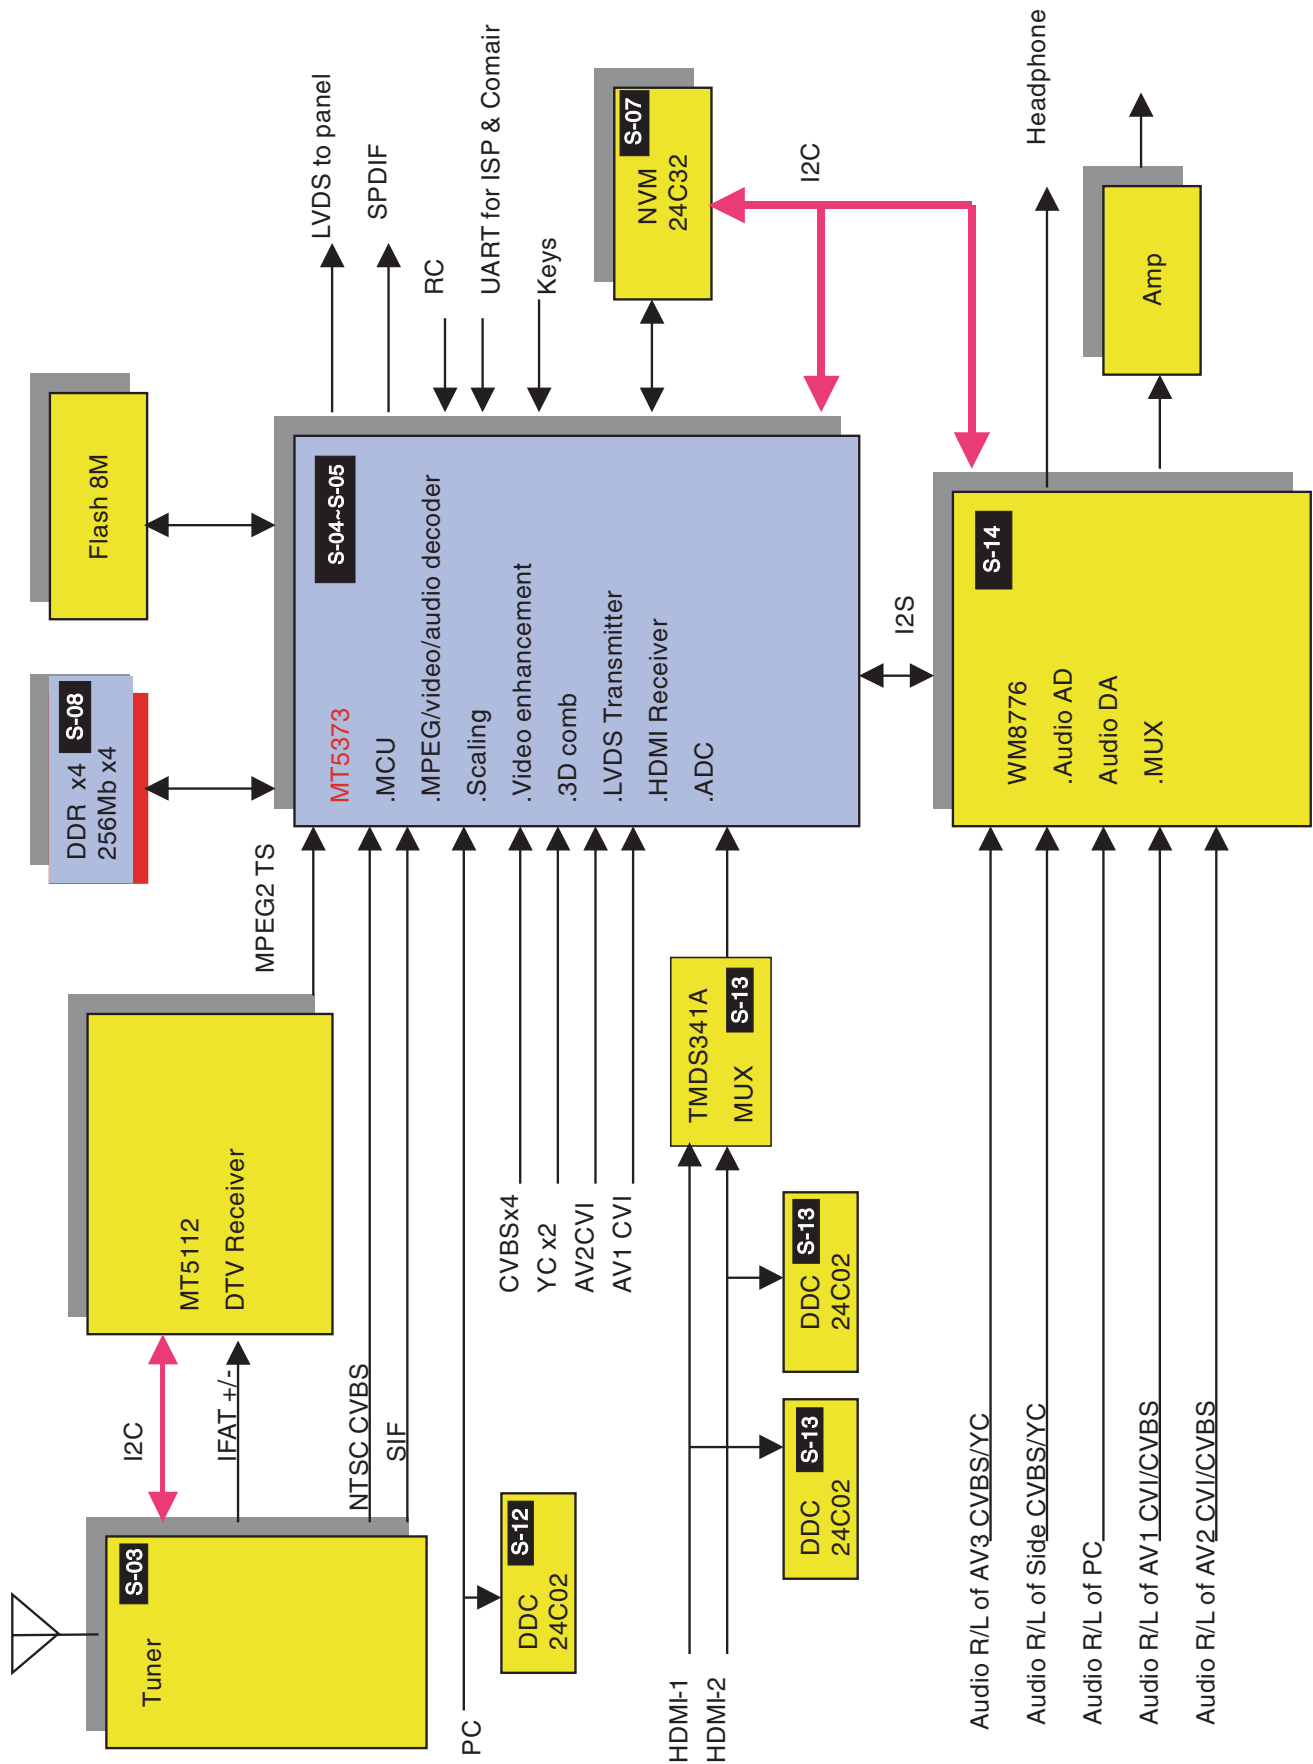 Tuner
S-03
I2C
IFAT +/-
NTSC CVBS
SIF
MT5112
DTV Receiver
MPEG2 TS
DDR x4
256Mb x4
S-08
Flash 8M
PC
DDC
24C02
S-12
CVBSx4
YC x2
AV2CVI
AV1 CVI
HDMI-1
HDMI-2
DDC
24C02
S-13
DDC
24C02
S-13
TMDS341A
MUX
S-13
S-04~S-05
MT5373
.MCU
.MPEG/video/audio decoder
.Scaling
.Video enhancement
.3D comb
.LVDS Transmitter
.HDMI Receiver
.ADC
LVDS to panel
SPDIF
RC
UART for ISP & Comair
Keys
NVM
24C32
S-07
I2C
I2S
Audio R/L of AV3 CVBS/YC
Audio R/L of Side CVBS/YC
Audio R/L of PC
Audio R/L of AV1 CVI/CVBS
Audio R/L of AV2 CVI/CVBS
S-14
WM8776
.Audio AD
Audio DA
.MUX
Headphone
Amp